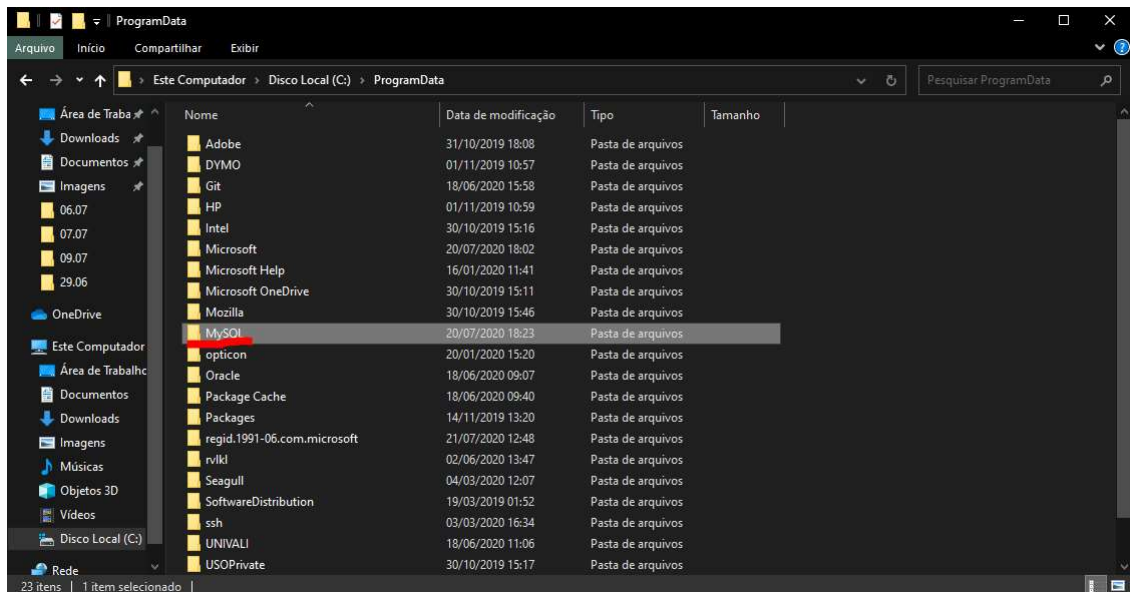 ProgramData
Arquivo Início Compartilhar Exibir
Este Computador > Disco Local (C:) > ProgramData
Pesquisar ProgramData
Área de Traba
Downloads
Documentos
Imagens
06.07
07.07
09.07
29.06
OneDrive
Este Computador
Área de Trabalho
Documentos
Downloads
Imagens
Músicas
Objetos 3D
Vídeos
Disco Local (C:)
Rede
Nome Data de modificação Tipo Tamanho
Adobe 31/10/2019 18:08 Pasta de arquivos
DYMO 01/11/2019 10:57 Pasta de arquivos
Git 18/06/2020 15:58 Pasta de arquivos
HP 01/11/2019 10:59 Pasta de arquivos
Intel 30/10/2019 15:16 Pasta de arquivos
Microsoft 20/07/2020 18:02 Pasta de arquivos
Microsoft Help 16/01/2020 11:41 Pasta de arquivos
Microsoft OneDrive 30/10/2019 15:11 Pasta de arquivos
Mozilla 30/10/2019 15:46 Pasta de arquivos
MySQL 20/07/2020 18:23 Pasta de arquivos
opticon 20/01/2020 15:20 Pasta de arquivos
Oracle 18/06/2020 09:07 Pasta de arquivos
Package Cache 18/06/2020 09:40 Pasta de arquivos
Packages 14/11/2019 13:20 Pasta de arquivos
regid.1991-06.com.microsoft 21/07/2020 12:48 Pasta de arquivos
rvlkl 02/06/2020 13:47 Pasta de arquivos
Seagull 04/03/2020 12:07 Pasta de arquivos
SoftwareDistribution 19/03/2019 01:52 Pasta de arquivos
ssh 03/03/2020 16:34 Pasta de arquivos
UNIVALI 18/06/2020 11:06 Pasta de arquivos
USOPrivate 30/10/2019 15:17 Pasta de arquivos
23 itens | 1 item selecionado |